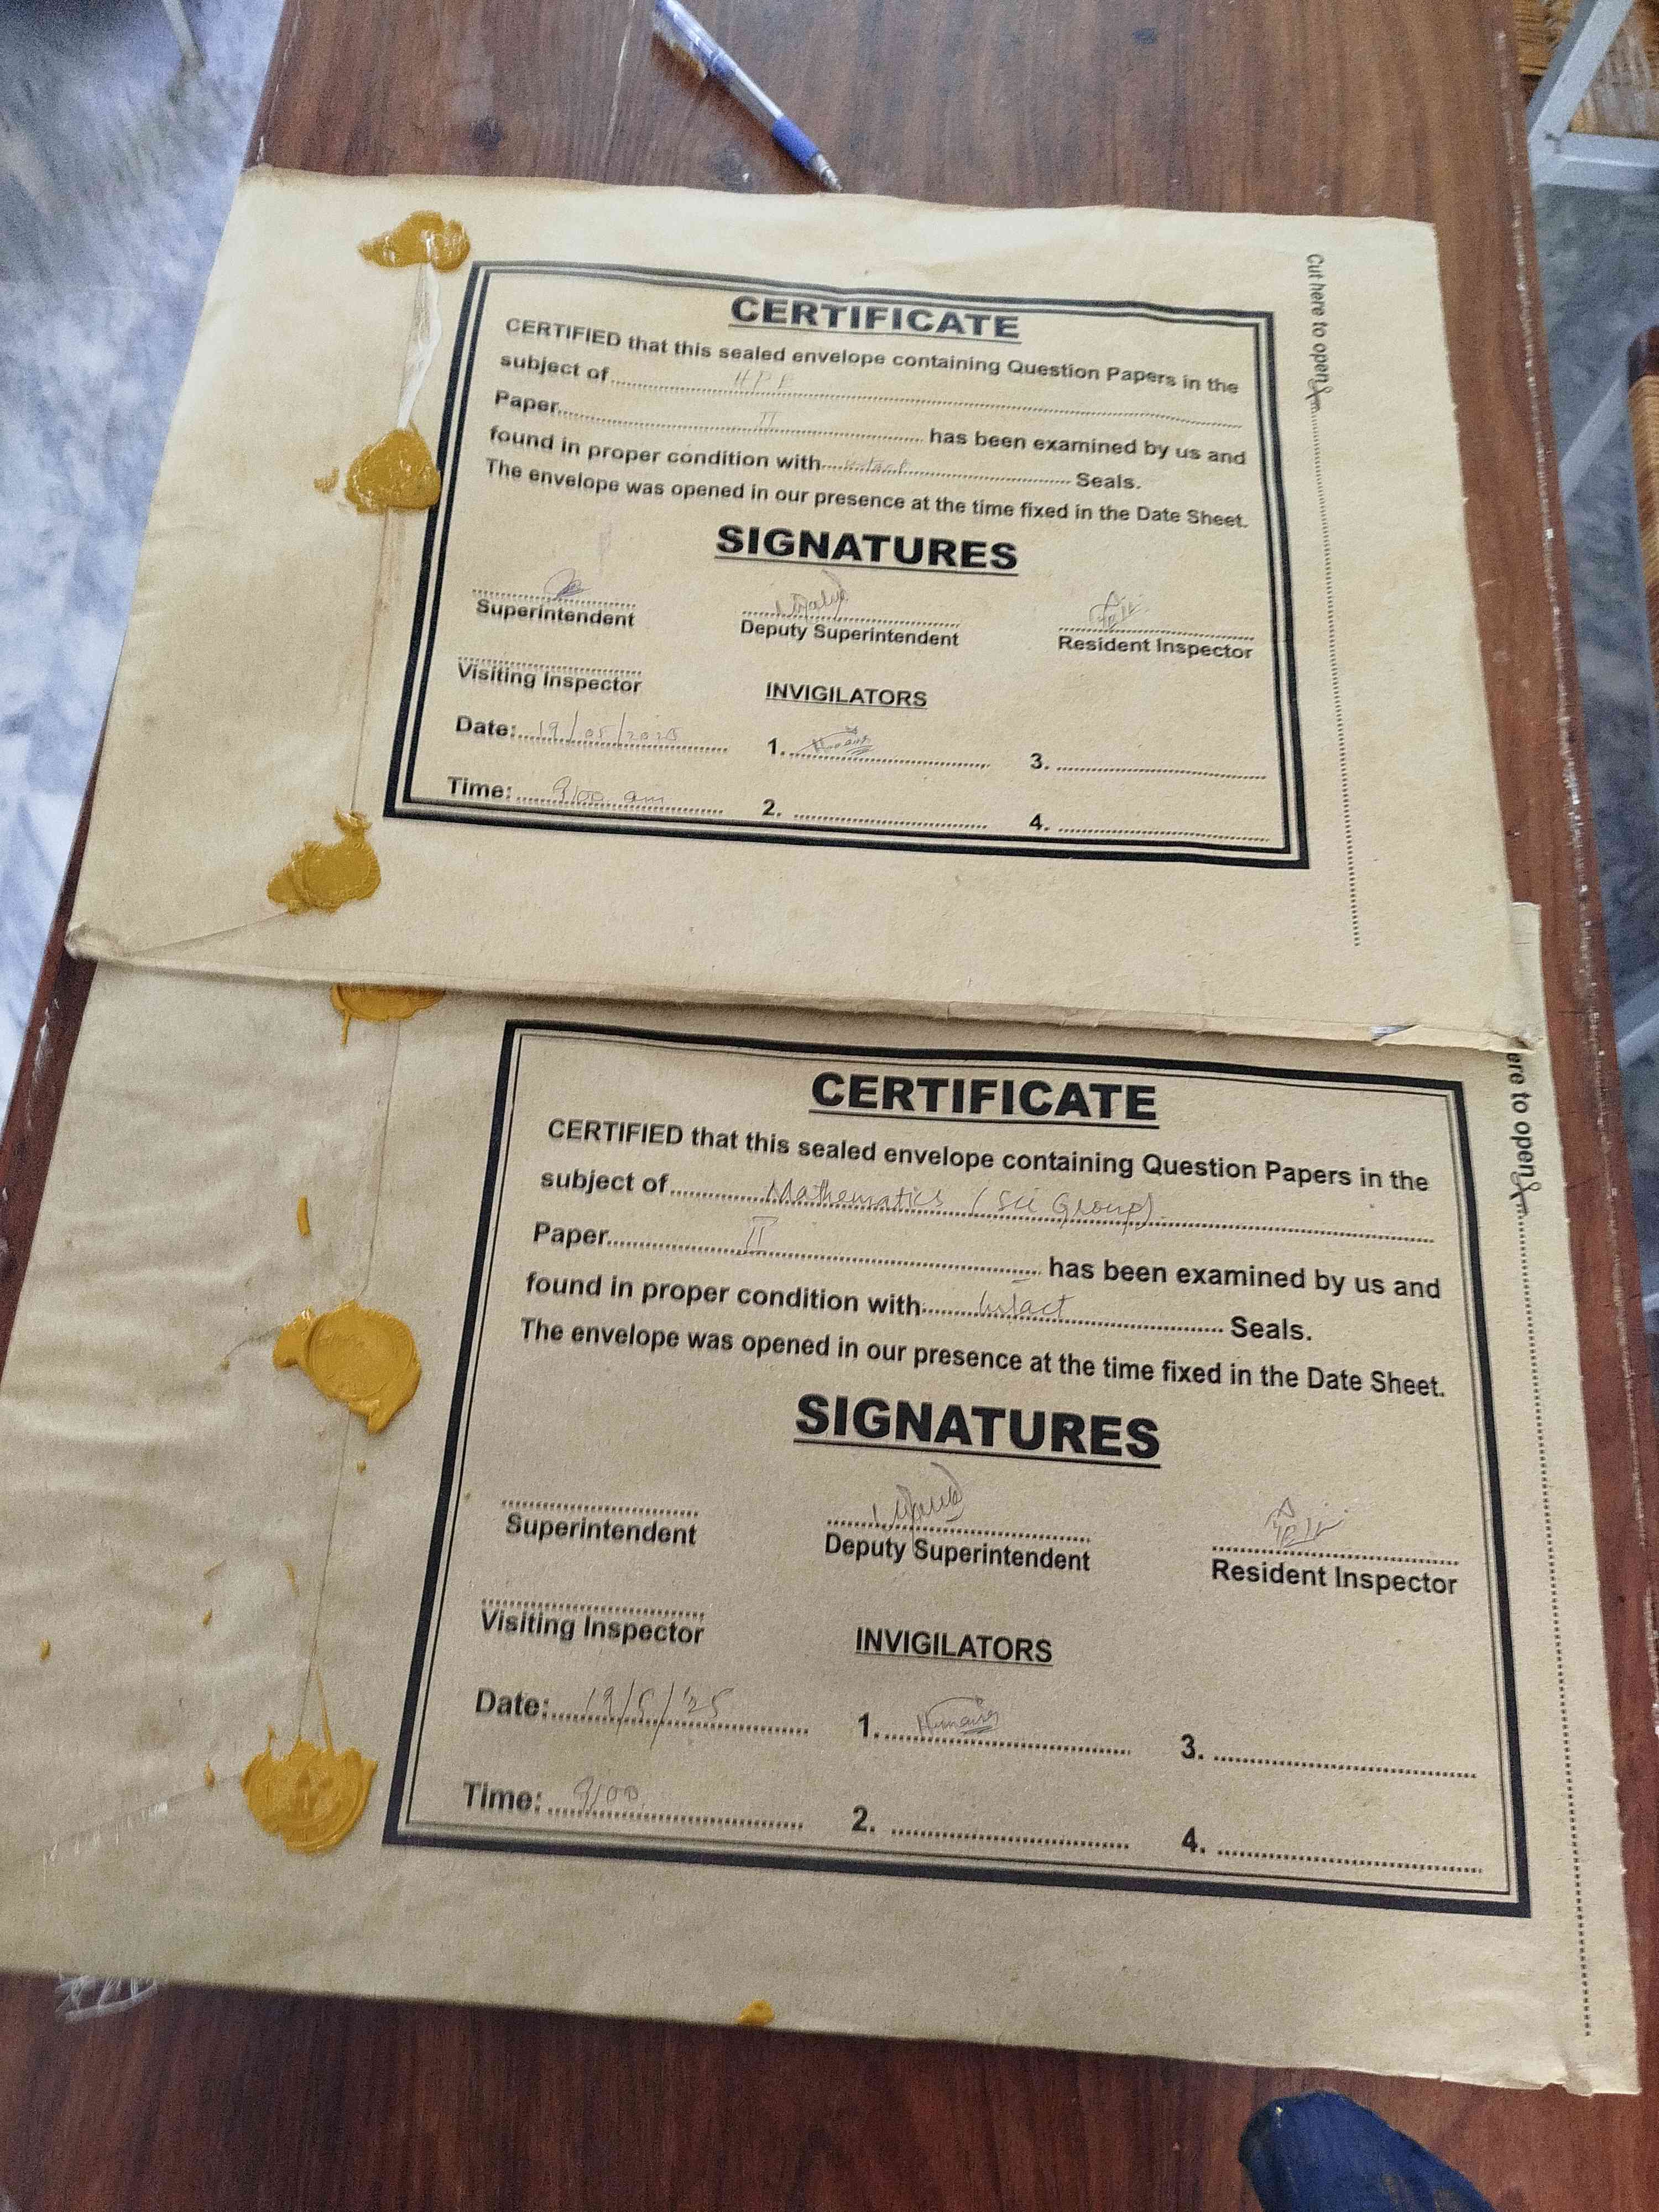 Cut here to open
CERTIFICATE
CERTIFIED that this sealed envelope containing Question Papers in the
subject of HPE
Paper II has been examined by us and
found in proper condition with intact Seals.
The envelope was opened in our presence at the time fixed in the Date Sheet.
SIGNATURES
Superintendent Deputy Superintendent Resident Inspector
Visiting Inspector INVIGILATORS
Date: 19/05/2025 1. 3.
Time: 9:00 am 2. 4.
ere to open
CERTIFICATE
CERTIFIED that this sealed envelope containing Question Papers in the
subject of Mathematics (Sci Group)
Paper II has been examined by us and
found in proper condition with Intact Seals.
The envelope was opened in our presence at the time fixed in the Date Sheet.
SIGNATURES
Superintendent Deputy Superintendent Resident Inspector
Visiting Inspector INVIGILATORS
Date: 19/5/'25 1. Humaira 3.
Time: 9:00 2. 4.